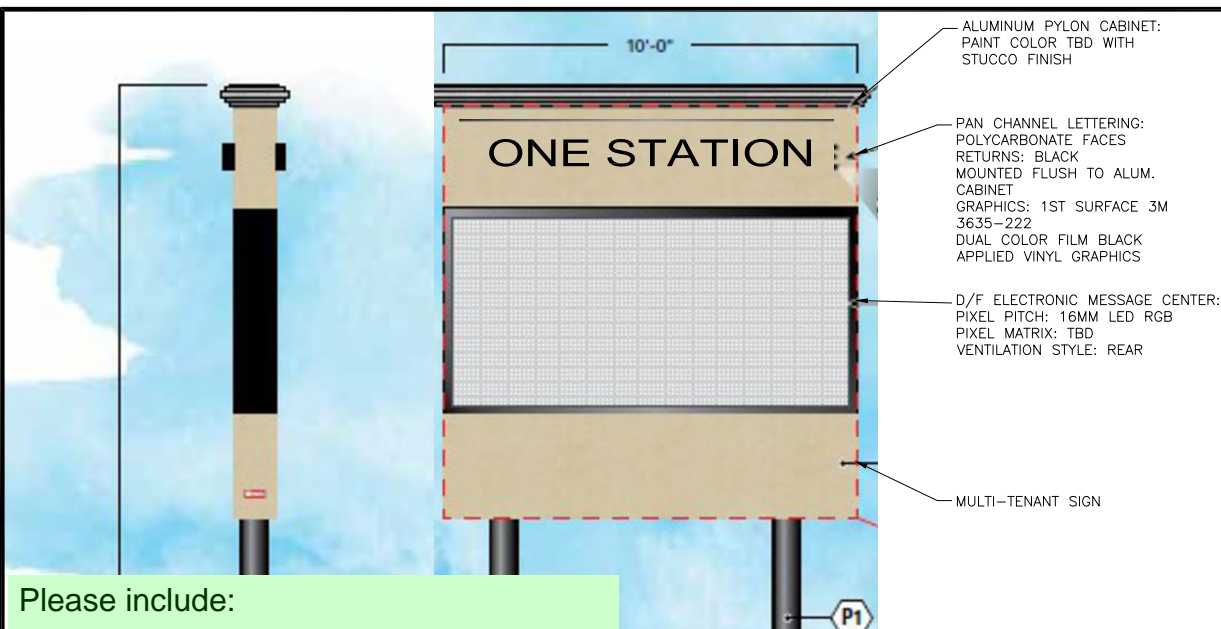 10'-0"
ONE STATION
ALUMINUM PYLON CABINET:
PAINT COLOR TBD WITH
STUCCO FINISH
PAN CHANNEL LETTERING:
POLYCARBONATE FACES
RETURNS: BLACK
MOUNTED FLUSH TO ALUM.
CABINET
GRAPHICS: 1ST SURFACE 3M
3635-222
DUAL COLOR FILM BLACK
APPLIED VINYL GRAPHICS
D/F ELECTRONIC MESSAGE CENTER:
PIXEL PITCH: 16MM LED RGB
PIXEL MATRIX: TBD
VENTILATION STYLE: REAR
MULTI-TENANT SIGN
Please include:
P1